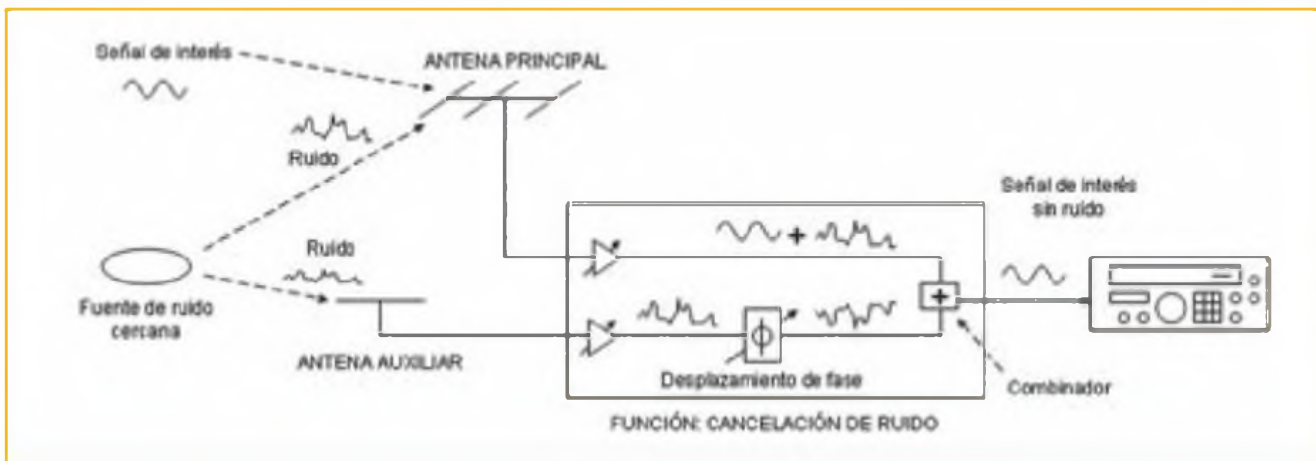 Señal de interés
ANTENA PRINCIPAL
Ruido
Señal de interés
sin ruido
Ruido
+
Fuente de ruido
cercana
+
ϕ
ANTENA AUXILIAR
Desplazamiento de fase
Combinador
FUNCIÓN: CANCELACIÓN DE RUIDO